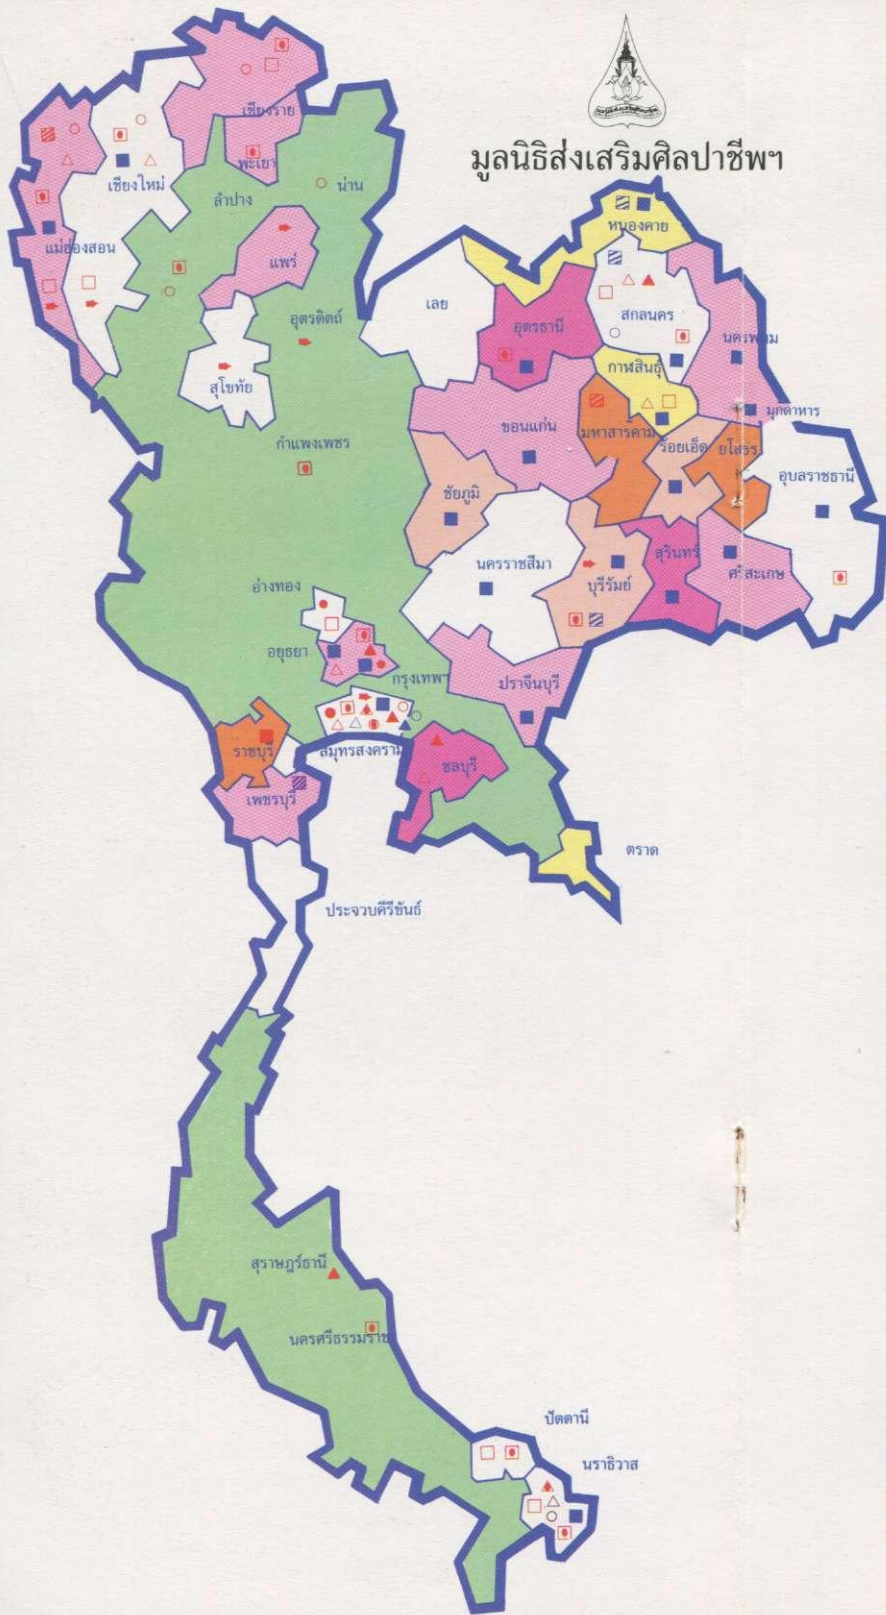 มูลนิธิส่งเสริมศิลปาชีพฯ
เชียงราย
พะเยา
เชียงใหม่
น่าน
ลำปาง
แม่ฮ่องสอน
แพร่
หนองคาย
เลย
สกลนคร
อุตรดิตถ์
อุดรธานี
นครพนม
สุโขทัย
กาฬสินธุ์
มุกดาหาร
ขอนแก่น
มหาสารคาม
ร้อยเอ็ด
ยโสธร
กำแพงเพชร
อุบลราชธานี
ชัยภูมิ
สุรินทร์
นครราชสีมา
ศรีสะเกษ
อ่างทอง
บุรีรัมย์
อยุธยา
กรุงเทพฯ
ปราจีนบุรี
ราชบุรี
สมุทรสงคราม
ชลบุรี
เพชรบุรี
ตราด
ประจวบคีรีขันธ์
สุราษฎร์ธานี
นครศรีธรรมราช
ปัตตานี
นราธิวาส